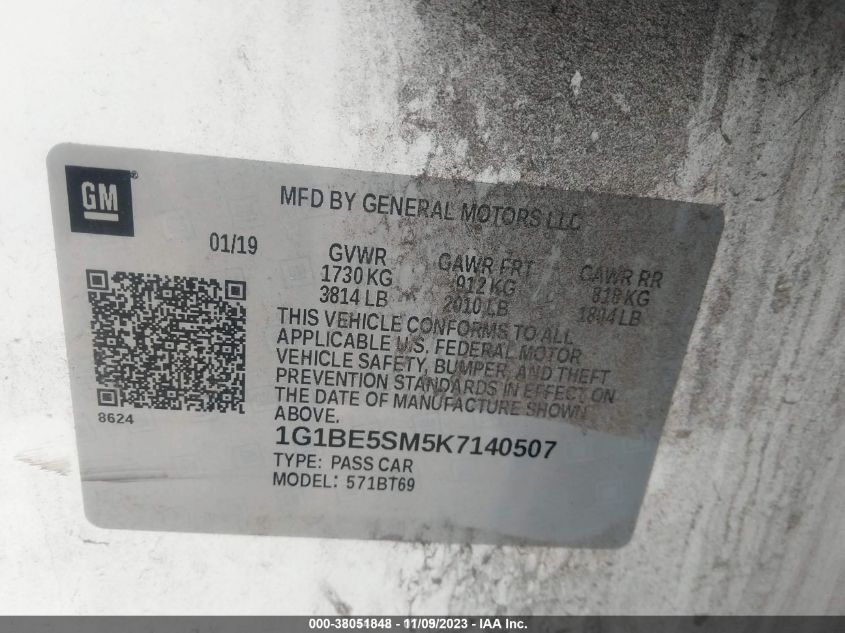 GM®
MFD BY GENERAL MOTORS LLC
01/19
GVWR GAWR FRT GAWR RR
1730 KG 912 KG 818 KG
3814 LB 2010 LB 1804 LB
THIS VEHICLE CONFORMS TO ALL
APPLICABLE U.S. FEDERAL MOTOR
VEHICLE SAFETY, BUMPER, AND THEFT
PREVENTION STANDARDS IN EFFECT ON
THE DATE OF MANUFACTURE SHOWN
ABOVE.
8624
1G1BE5SM5K7140507
TYPE: PASS CAR
MODEL: 571BT69
000-38051848 - 11/09/2023 - IAA Inc.